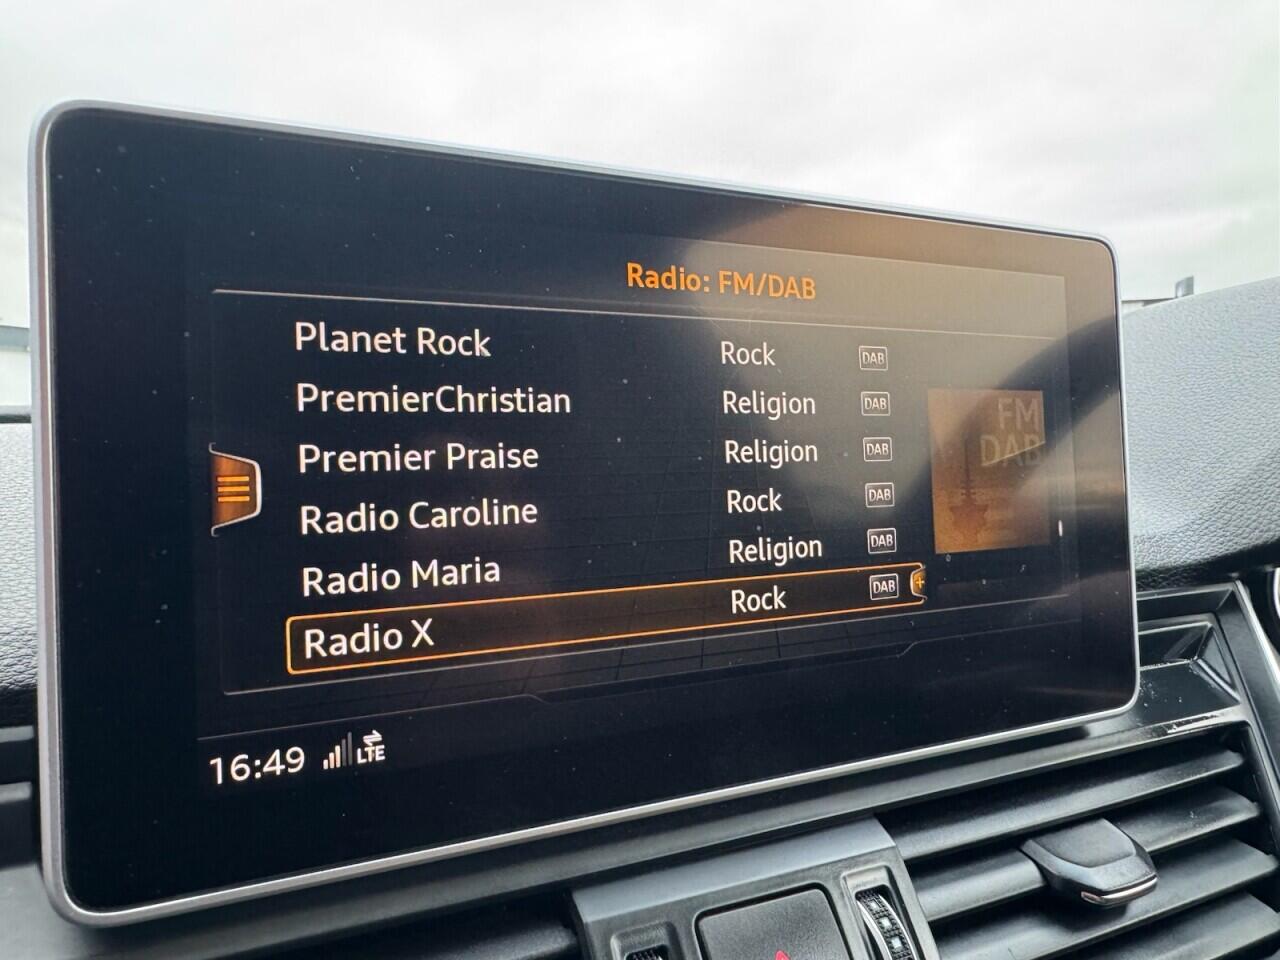 Radio: FM/DAB
Planet Rock Rock DAB
PremierChristian Religion DAB
Premier Praise Religion DAB
Radio Caroline Rock DAB
Radio Maria Religion DAB
Radio X Rock DAB
FM
DAB
16:49 LTE